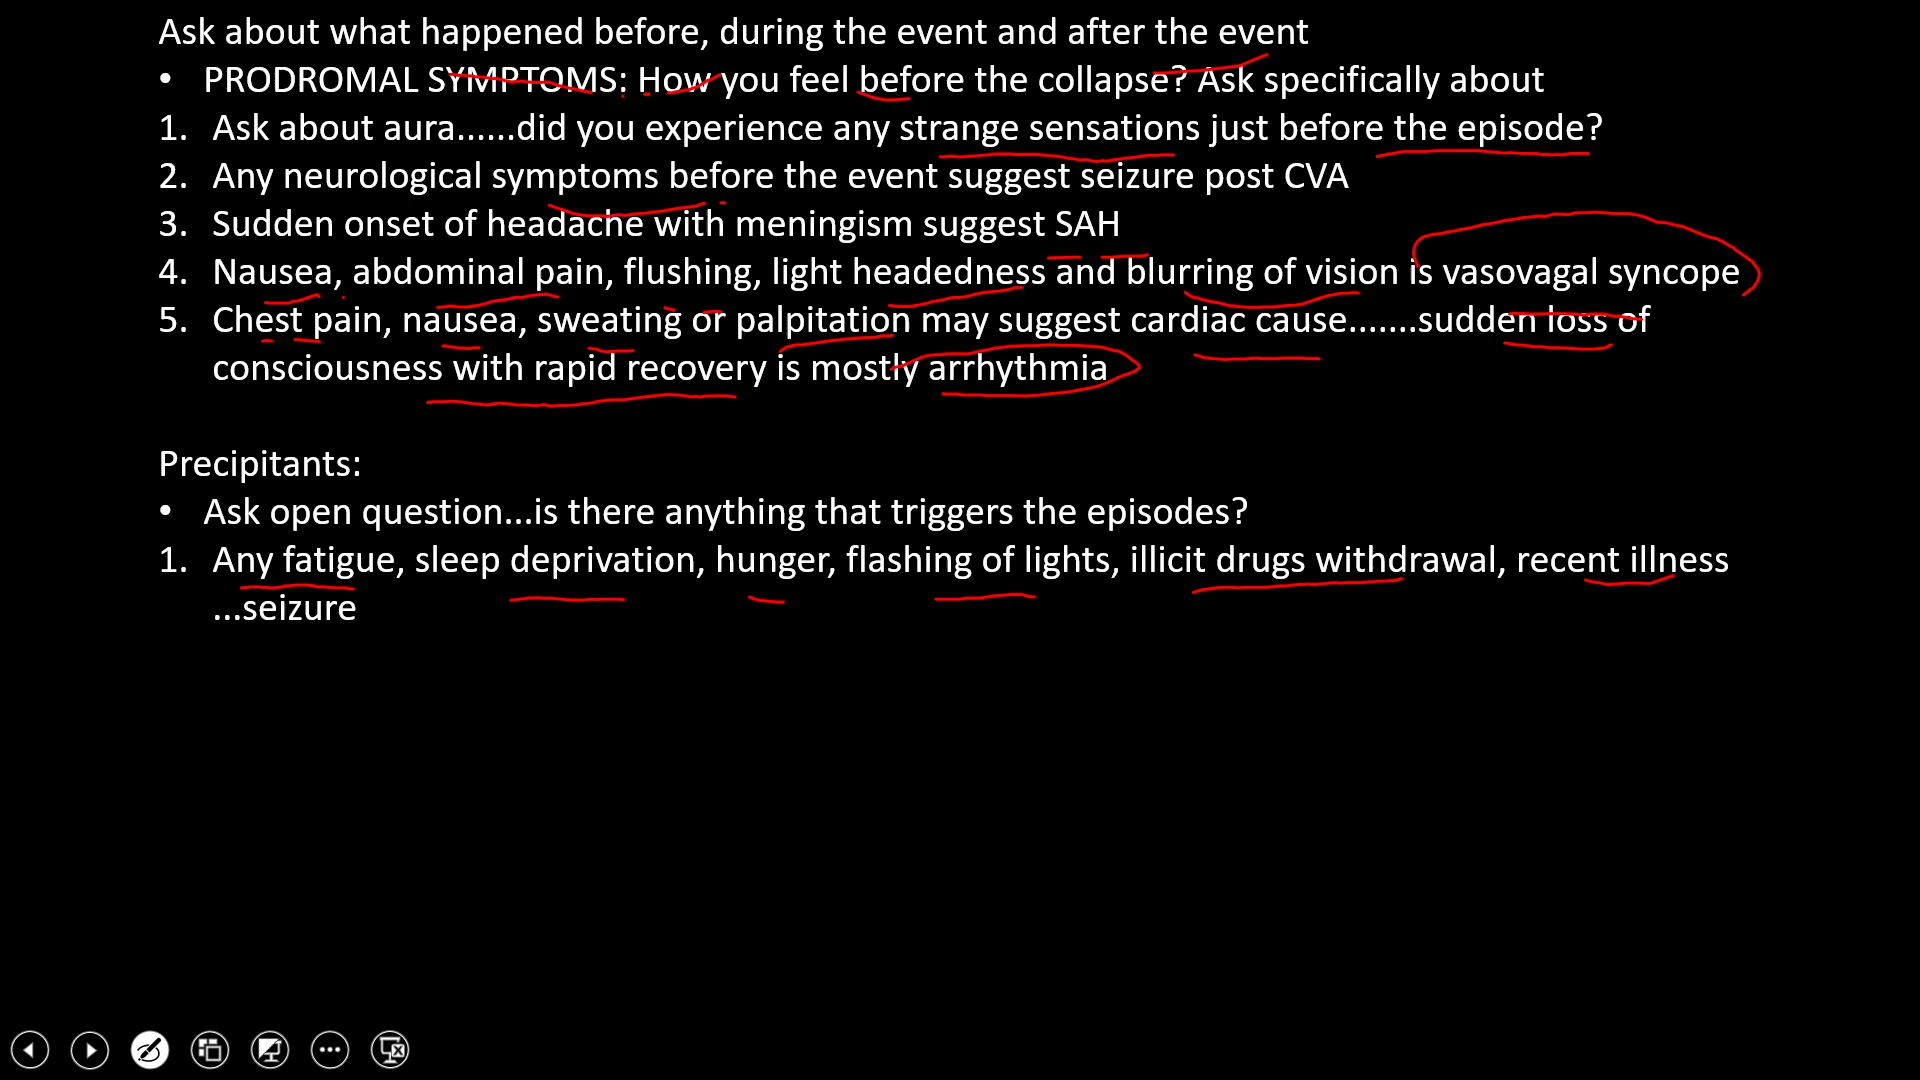 Ask about what happened before, during the event and after the event
• PRODROMAL SYMPTOMS: How you feel before the collapse? Ask specifically about
1. Ask about aura......did you experience any strange sensations just before the episode?
2. Any neurological symptoms before the event suggest seizure post CVA
3. Sudden onset of headache with meningism suggest SAH
4. Nausea, abdominal pain, flushing, light headedness and blurring of vision is vasovagal syncope
5. Chest pain, nausea, sweating or palpitation may suggest cardiac cause.......sudden loss of
consciousness with rapid recovery is mostly arrhythmia
Precipitants:
• Ask open question...is there anything that triggers the episodes?
1. Any fatigue, sleep deprivation, hunger, flashing of lights, illicit drugs withdrawal, recent illness
...seizure